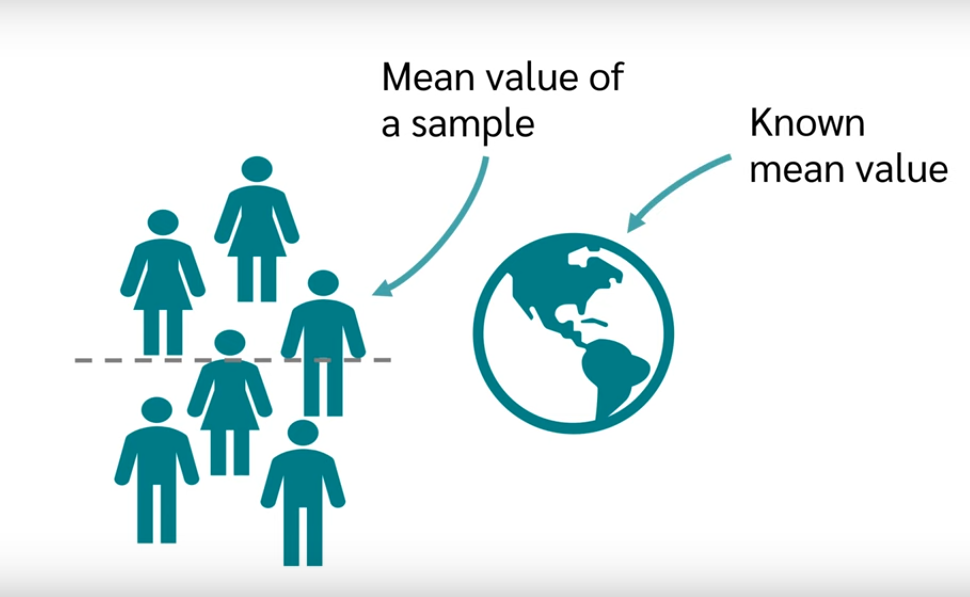 Mean value of
a sample
Known
mean value